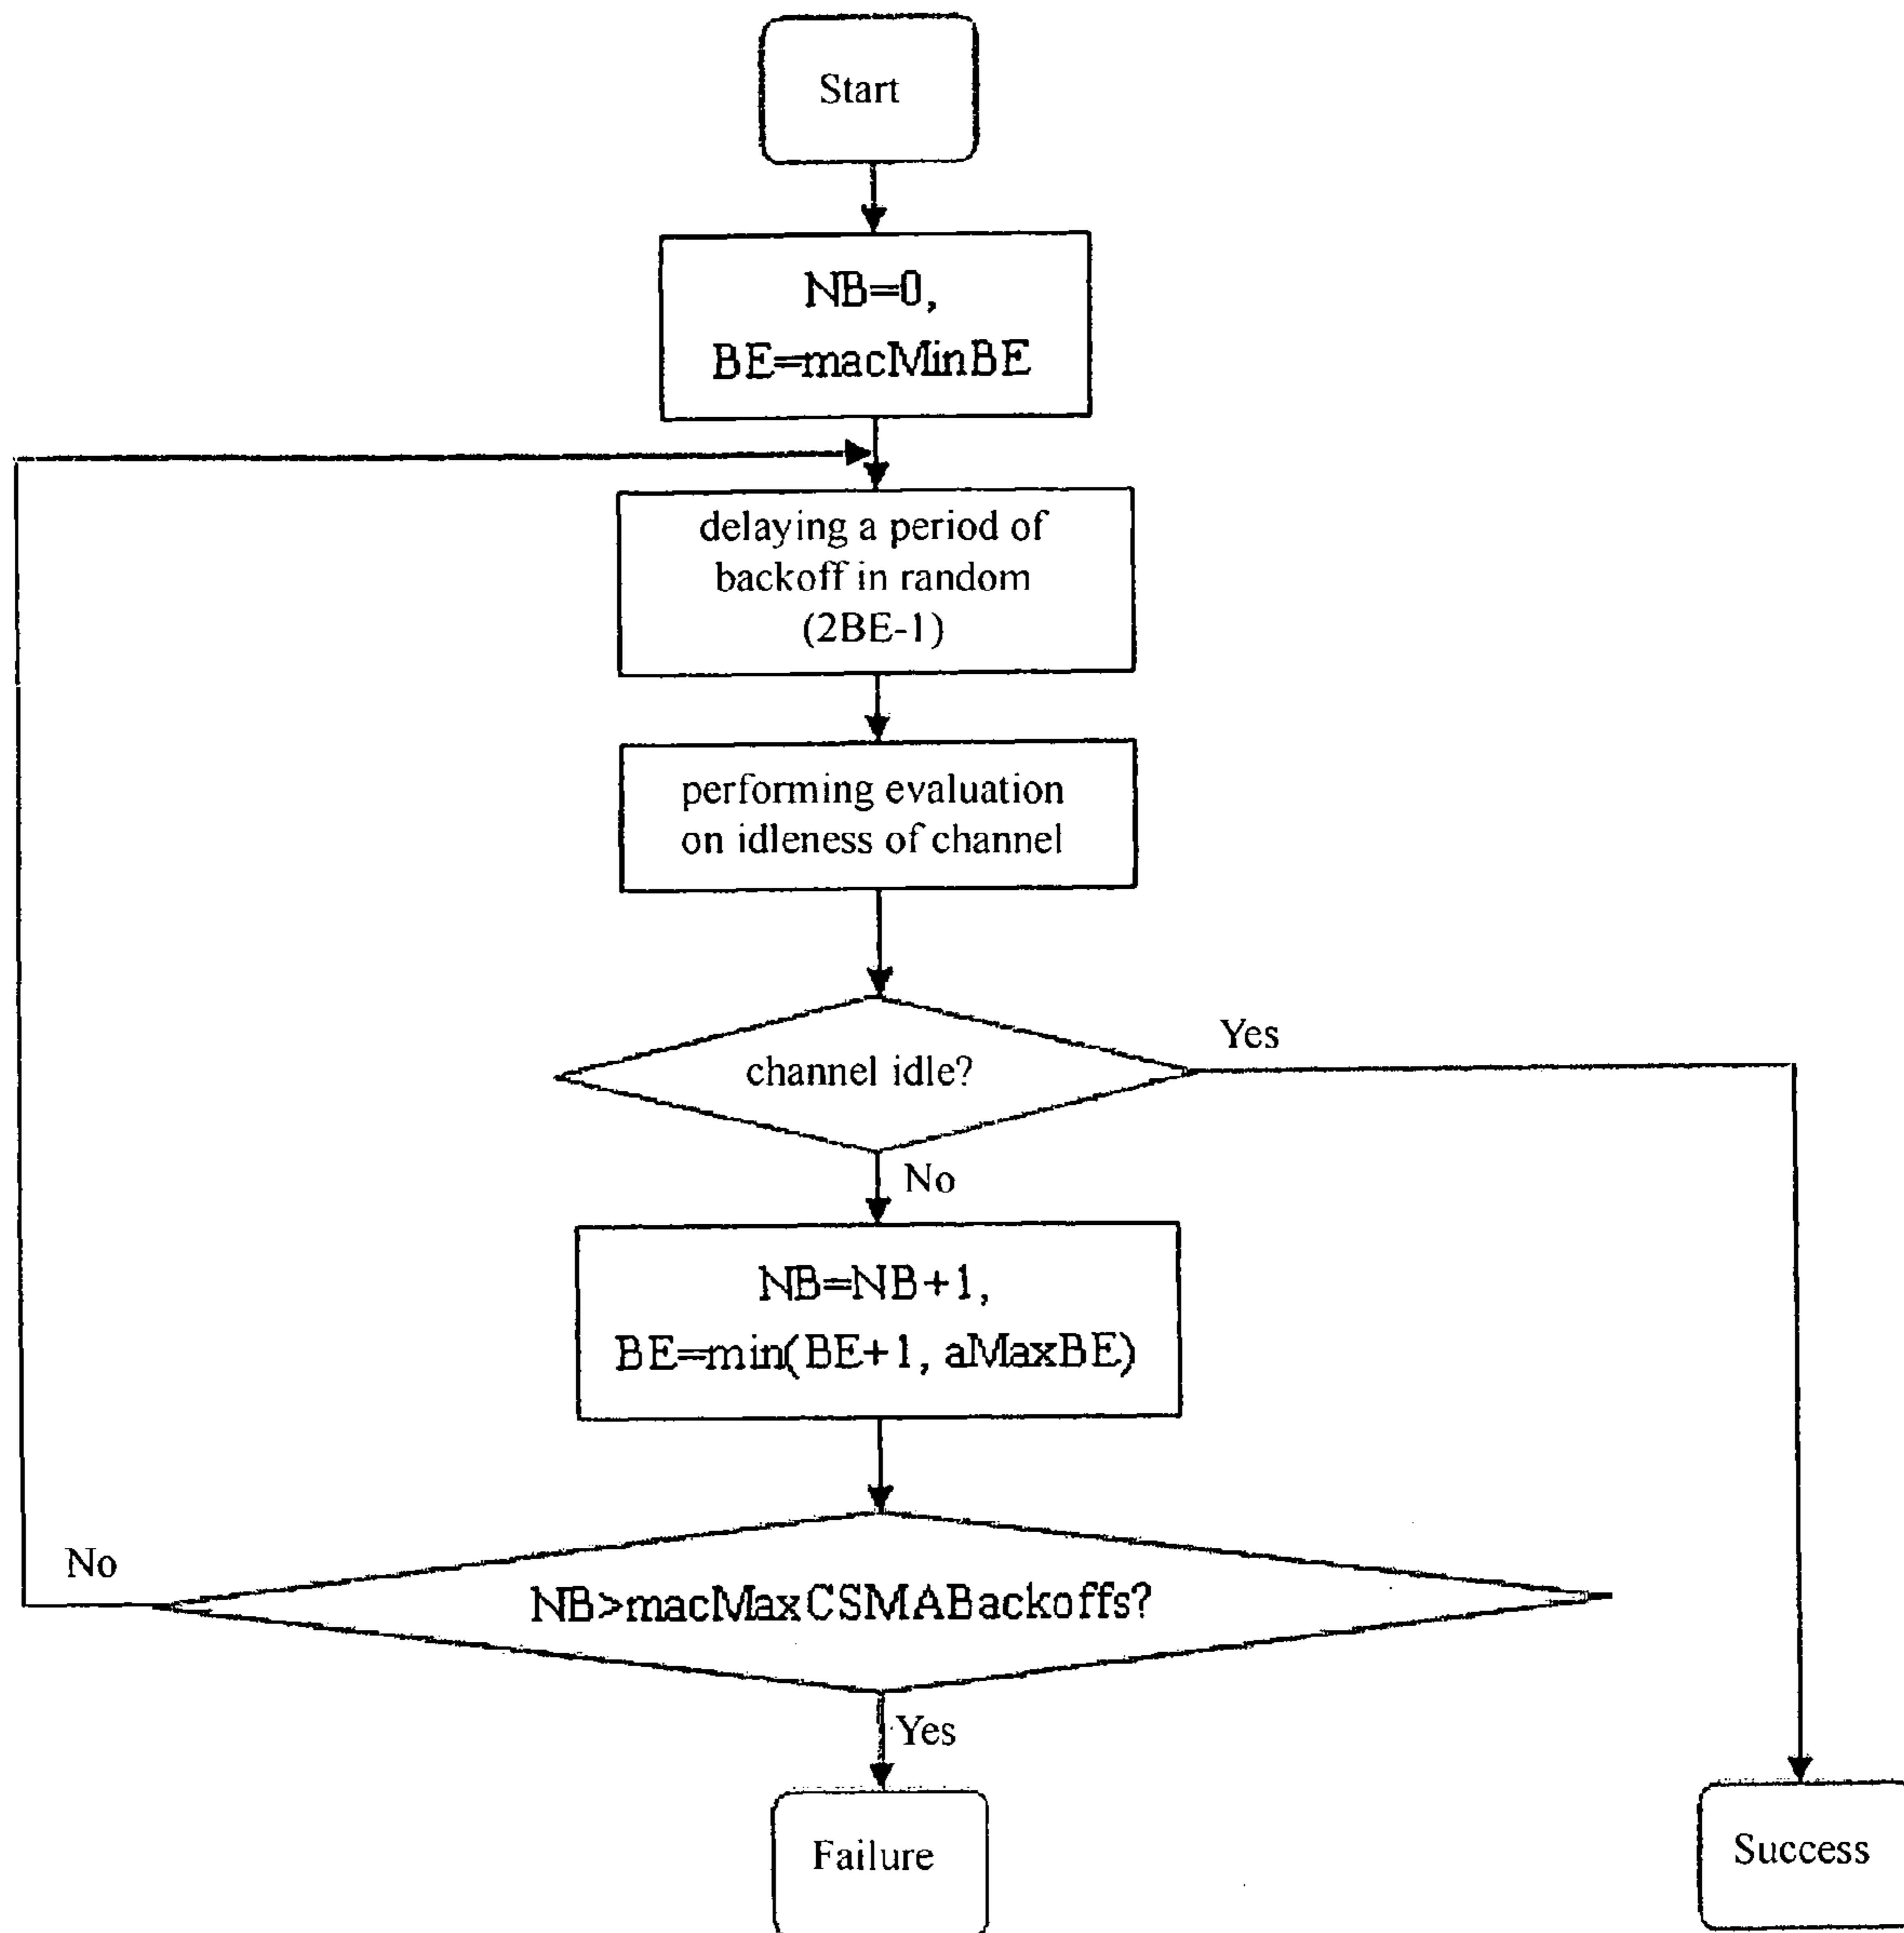 Start
NB=0,
BE=macMinBE
delaying a period of
backoff in random
(2BE-1)
performing evaluation
on idleness of channel
channel idle?
Yes
No
NB=NB+1,
BE=min(BE+1, aMaxBE)
No
NB>macMaxCSMABackoffs?
Yes
Failure
Success